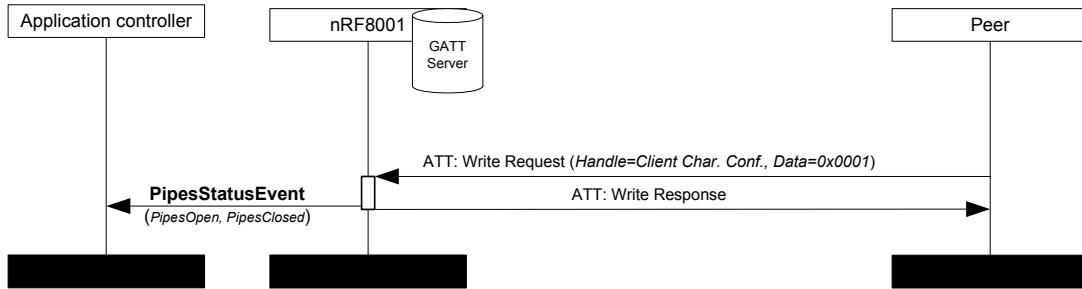 Application controller
nRF8001
GATT
Server
Peer
ATT: Write Request (Handle=Client Char. Conf., Data=0x0001)
PipesStatusEvent
ATT: Write Response
(PipesOpen, PipesClosed)